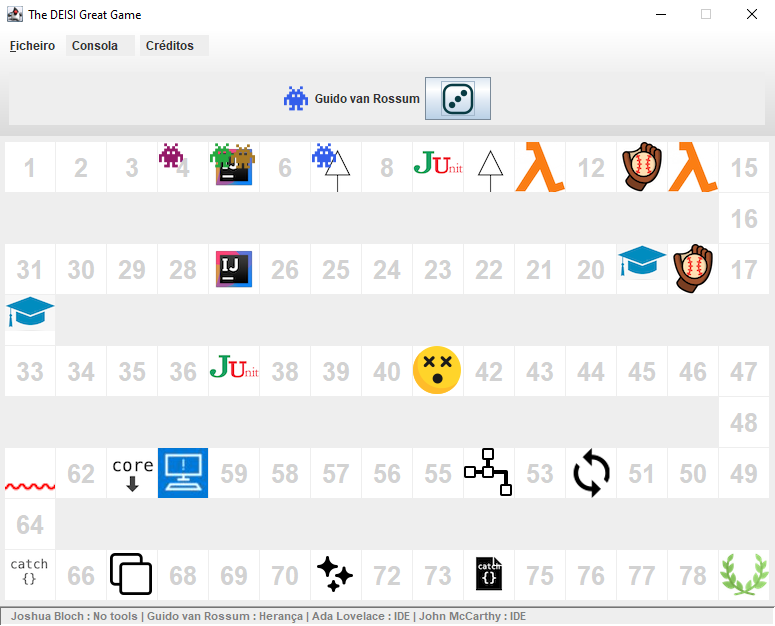 The DEISI Great Game
Ficheiro Consola Créditos
Guido van Rossum
1 2 3 4 IJ 6 8 JUnit λ 12 λ 15
16
31 30 29 28 IJ 26 25 24 23 22 21 20 17
33 34 35 36 JUnit 38 39 40 42 43 44 45 46 47
48
62 core ! 59 58 57 56 55 53 51 50 49
64
catch {} 66 68 69 70 72 73 catch {} 75 76 77 78
Joshua Bloch : No tools | Guido van Rossum : Herança | Ada Lovelace : IDE | John McCarthy : IDE